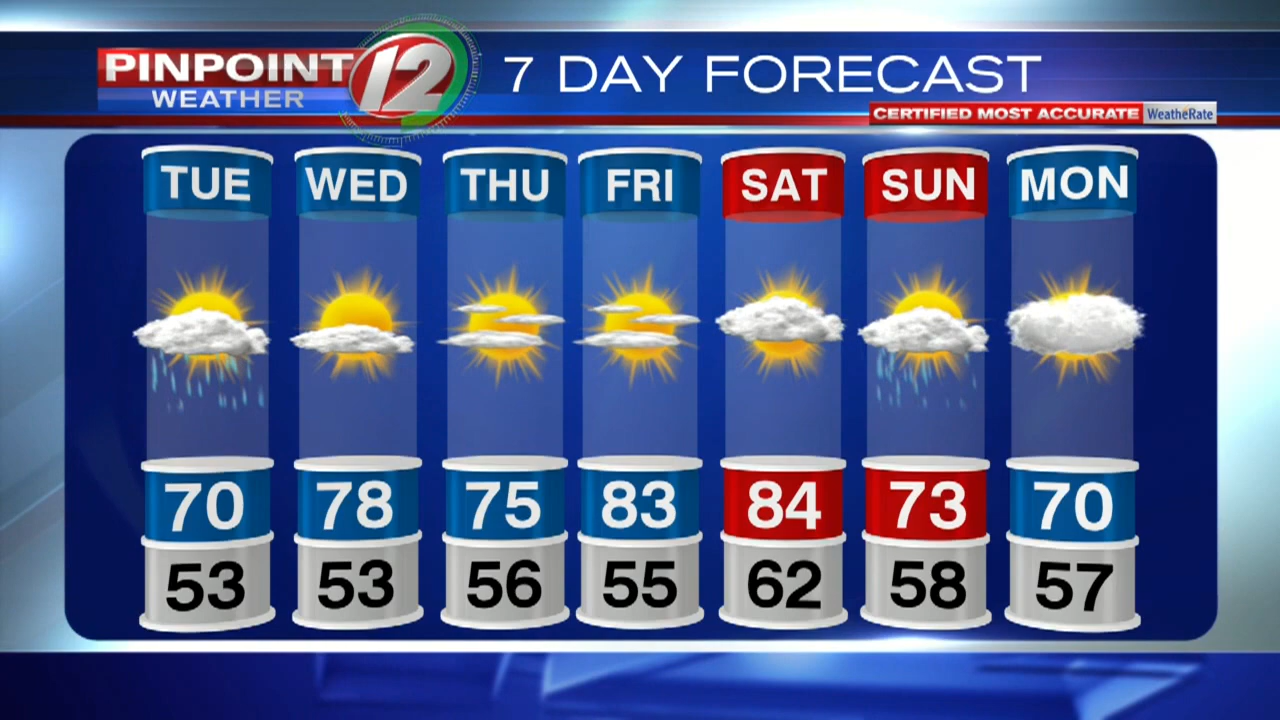 PINPOINT 12
WEATHER
7 DAY FORECAST
CERTIFIED MOST ACCURATE WeatheRate
TUE WED THU FRI SAT SUN MON
70 78 75 83 84 73 70
53 53 56 55 62 58 57